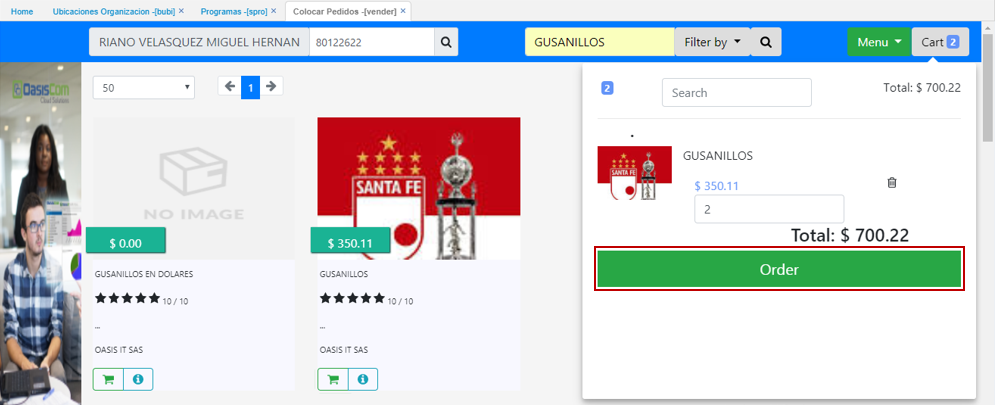 Home Ubicaciones Organizacion -[bubi] × Programas -[spro] × Colocar Pedidos -[vender] ×
RIANO VELASQUEZ MIGUEL HERNAN 80122622 GUSANILLOS Filter by Menu Cart 2
OasisCom
Cloud Solutions
50 1
2 Search Total: $ 700.22
NO IMAGE
SANTA FE
SANTA FE
GUSANILLOS
$ 350.11
2
Total: $ 700.22
Order
$ 0.00
$ 350.11
GUSANILLOS EN DOLARES
10 / 10
...
OASIS IT SAS
GUSANILLOS
10 / 10
...
OASIS IT SAS